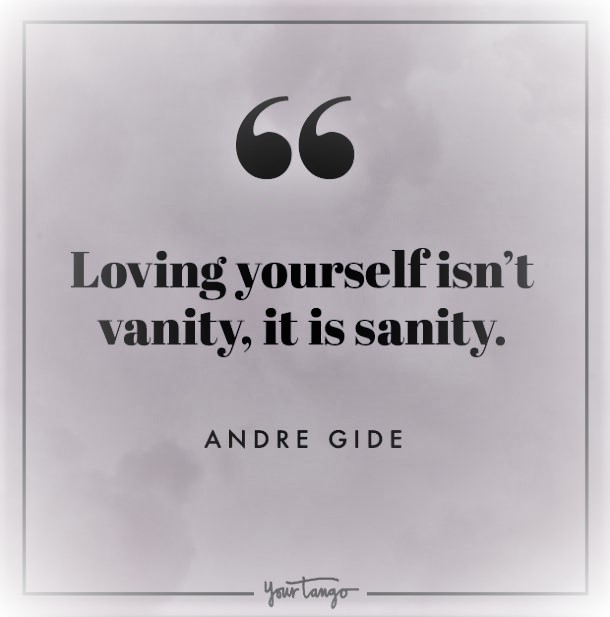 “
Loving yourself isn’t
vanity, it is sanity.
ANDRE GIDE
yourtango